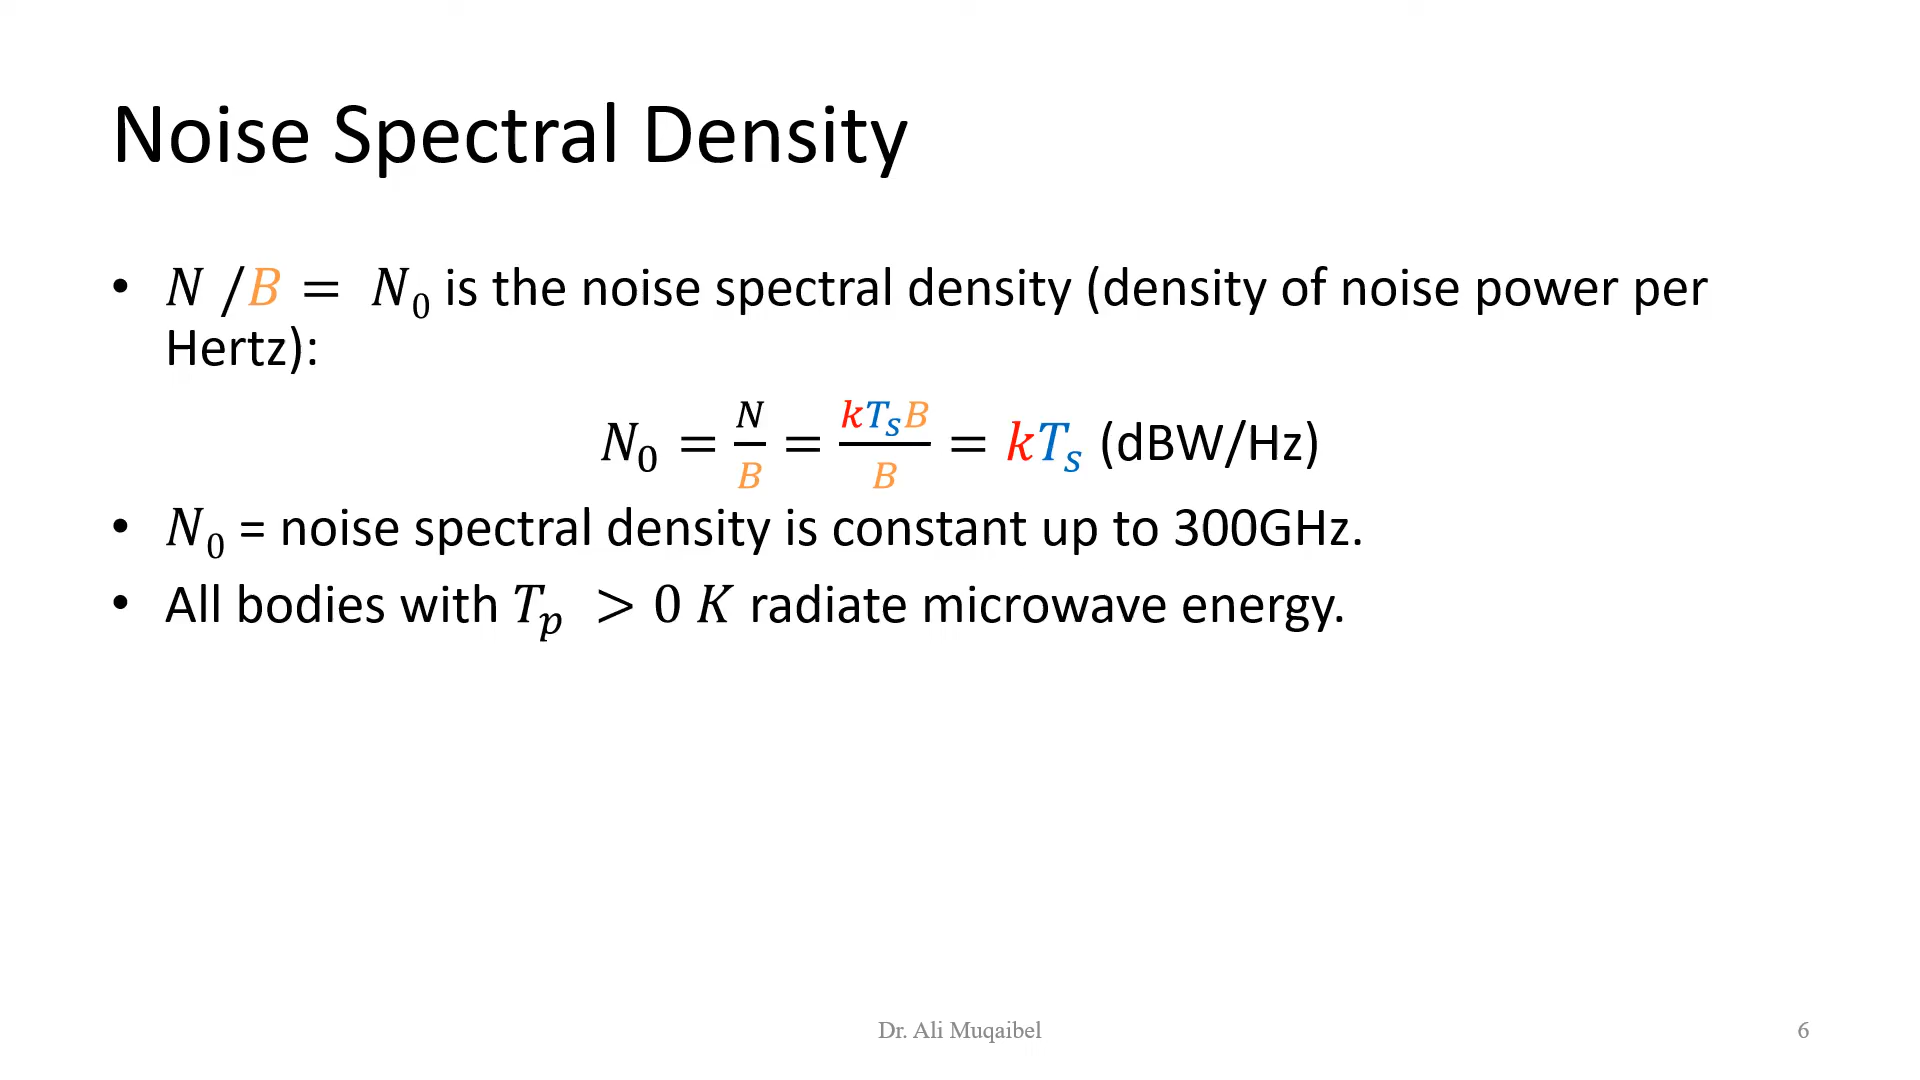 Noise Spectral Density
• N /B = N₀ is the noise spectral density (density of noise power per
Hertz):
N₀ = N/B = kTₛB/B = kTₛ (dBW/Hz)
• N₀ = noise spectral density is constant up to 300GHz.
• All bodies with Tₚ > 0 K radiate microwave energy.
Dr. Ali Muqaibel
6